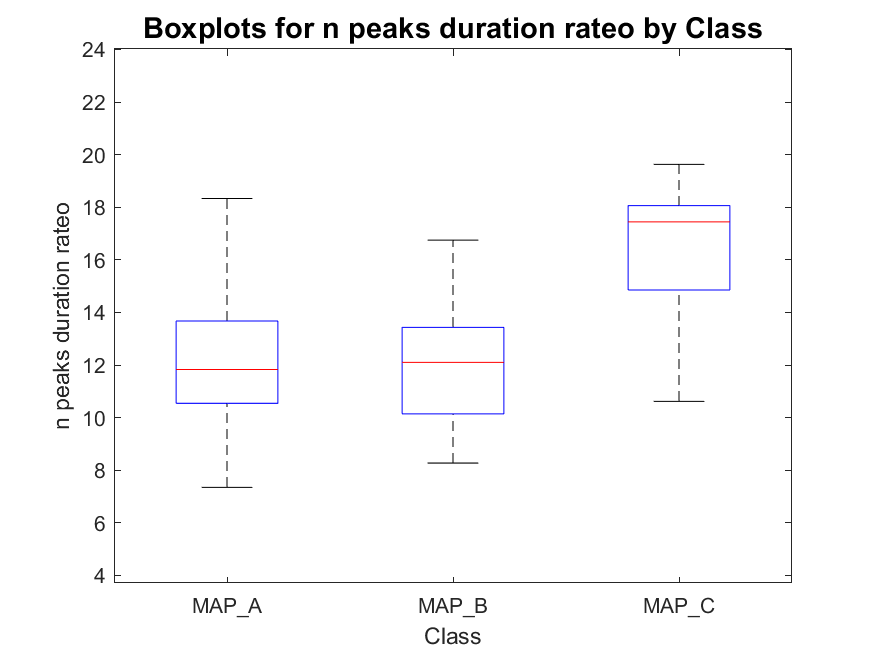 Boxplots for n peaks duration rateo by Class
24
22
20
18
16
14
12
10
8
6
4
n peaks duration rateo
MAP_A
MAP_B
MAP_C
Class